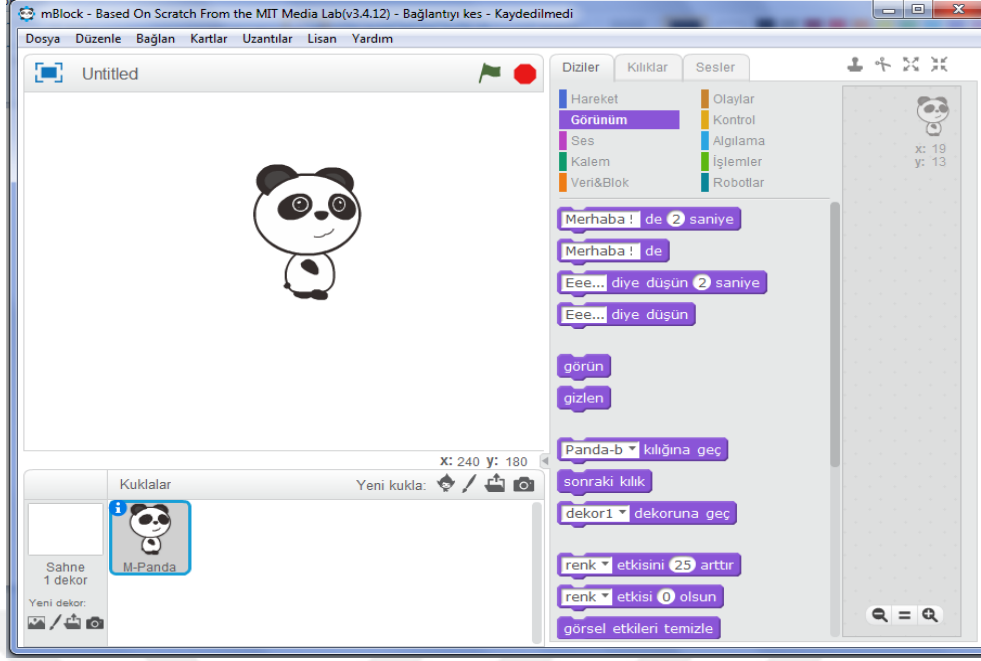 mBlock - Based On Scratch From the MIT Media Lab(v3.4.12) - Bağlantıyı kes - Kaydedilmedi
Dosya Düzenle Bağlan Kartlar Uzantılar Lisan Yardım
Untitled
x: 240 y: 180
Kuklalar
Yeni kukla:
Sahne
1 dekor
Yeni dekor:
M-Panda
Diziler Kılıklar Sesler
Hareket Olaylar
Görünüm Kontrol
Ses Algılama
Kalem İşlemler
Veri&Blok Robotlar
Merhaba ! de 2 saniye
Merhaba ! de
Eee... diye düşün 2 saniye
Eee... diye düşün
görün
gizlen
Panda-b kılığına geç
sonraki kılık
dekor1 dekoruna geç
renk etkisini 25 arttır
renk etkisi 0 olsun
görsel etkileri temizle
x: 19
y: 13